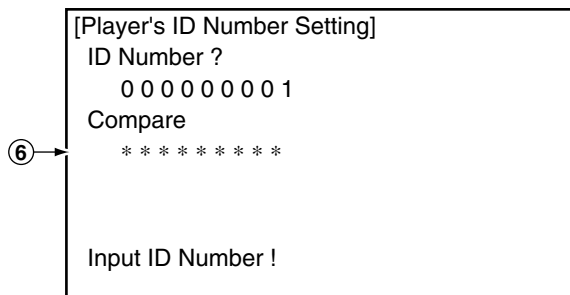 [Player's ID Number Setting]
ID Number ?
0 0 0 0 0 0 0 0 1
Compare
⑥ * * * * * * * * *
Input ID Number !